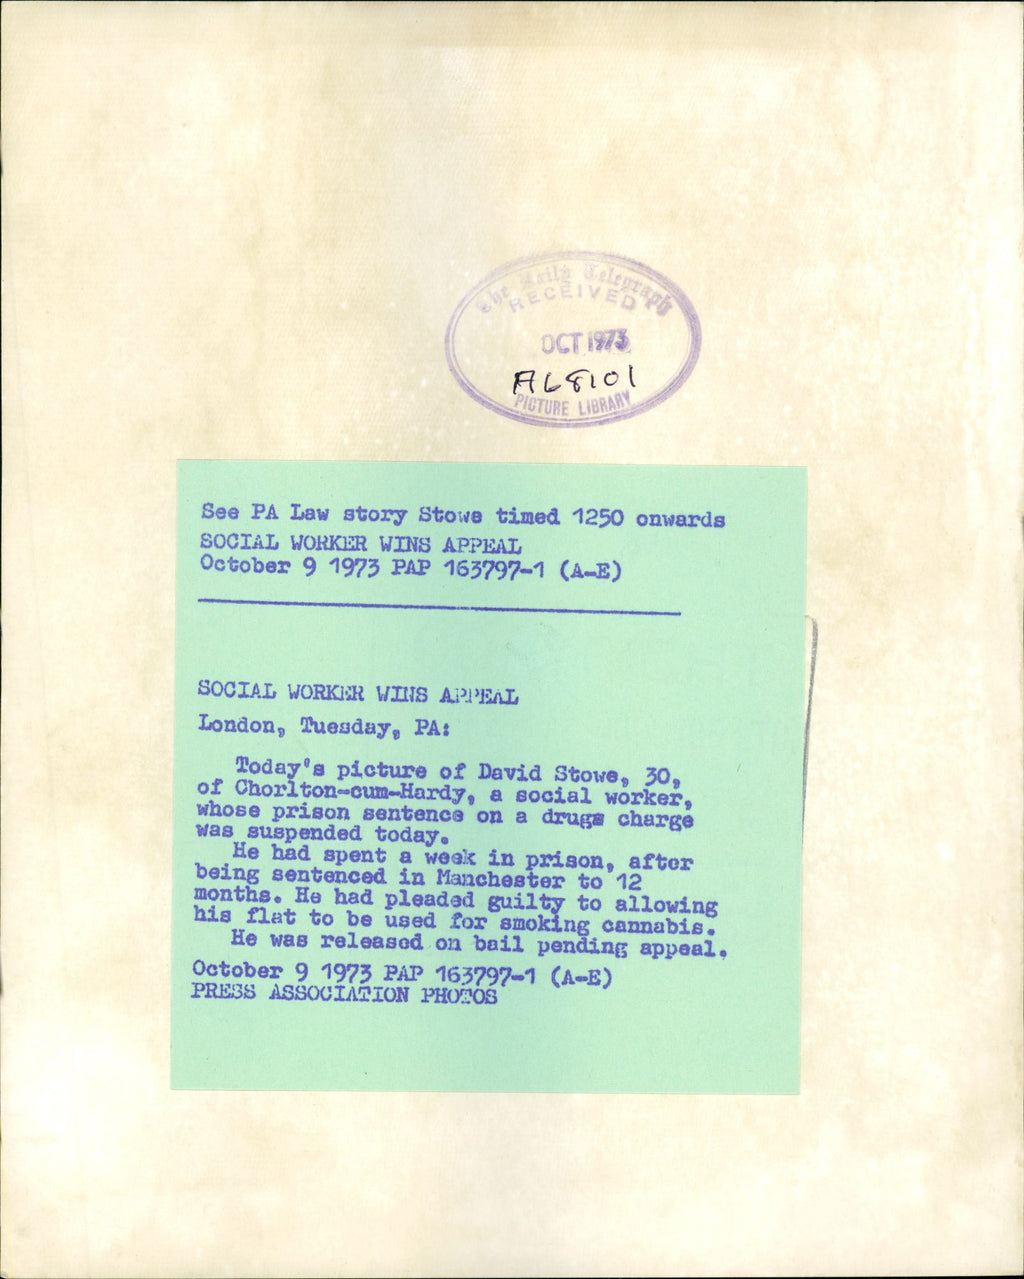 The Daily Telegraph
RECEIVED
OCT 1973
AL8101
PICTURE LIBRARY
See PA Law story Stowe timed 1250 onwards
SOCIAL WORKER WINS APPEAL
October 9 1973 PAP 163797-1 (A-E)
SOCIAL WORKER WINS APPEAL
London, Tuesday, PA:
Today's picture of David Stowe, 30,
of Chorlton-cum-Hardy, a social worker,
whose prison sentence on a drugs charge
was suspended today.
He had spent a week in prison, after
being sentenced in Manchester to 12
months. He had pleaded guilty to allowing
his flat to be used for smoking cannabis.
He was released on bail pending appeal.
October 9 1973 PAP 163797-1 (A-E)
PRESS ASSOCIATION PHOTOS